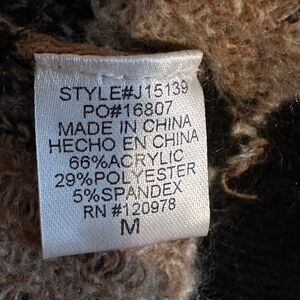 STYLE#J15139
PO#16807
MADE IN CHINA
HECHO EN CHINA
66%ACRYLIC
29%POLYESTER
5%SPANDEX
RN #120978
M